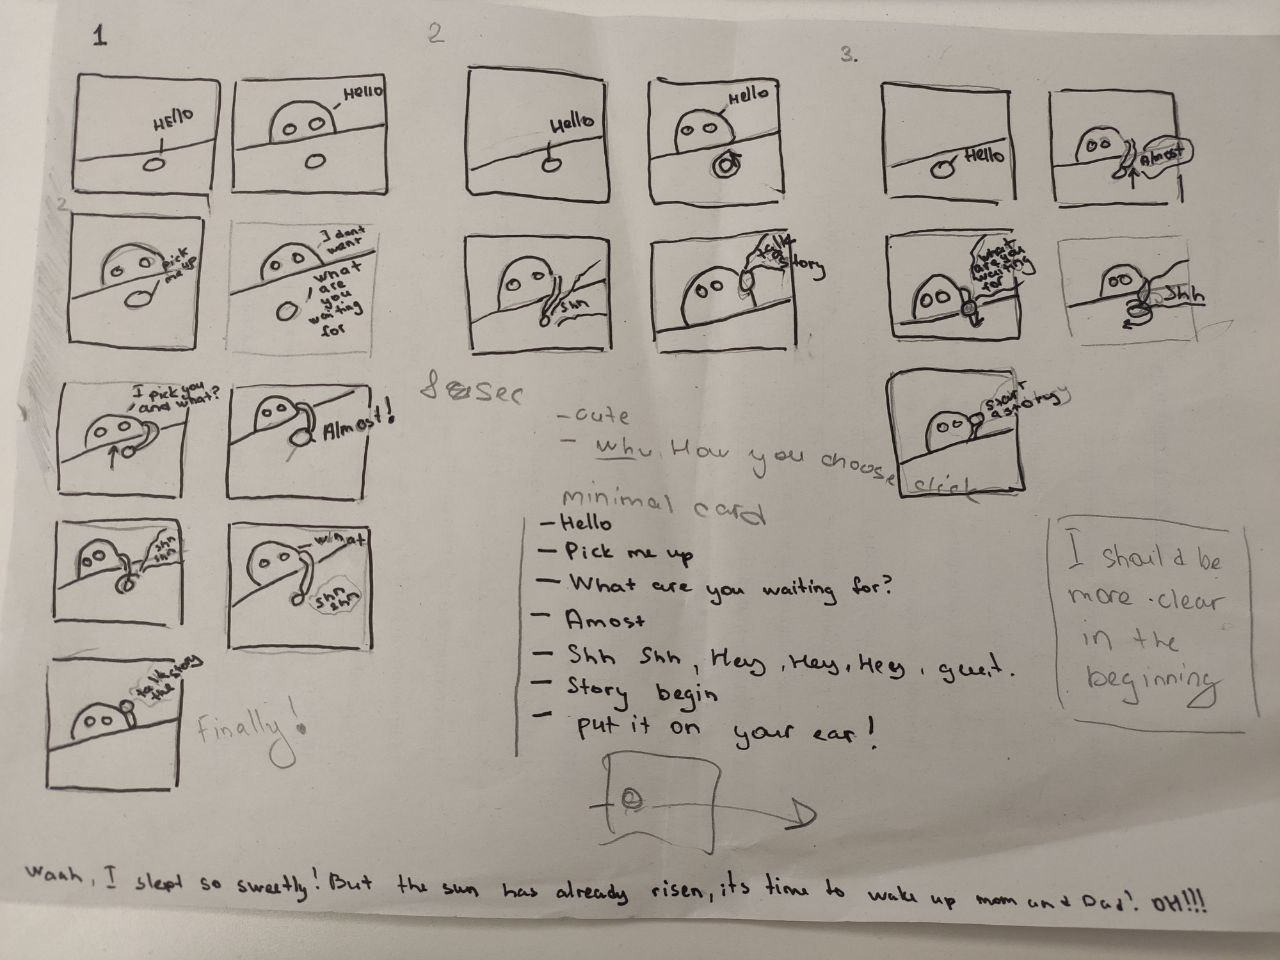 1
HEllo
Hello
2
pick
me up
I dont
want
what
are
you
waiting
for
I pick you
and what?
Almost!
shh
shh
what
shh
shh
talk
the story
Finally!
2
Hello
Hello
shh
talk
a story
8 sec
- cute
- why. How you choose click
minimal card
- Hello
- Pick me up
- What are you waiting for?
- Amost
- Shh Shh, Hey, Hey, Hey,
- Story begin
- put it on your ear!
3.
Hello
Almost
what
are you
waiting
for
Shh
start
a story
I should be
more clear
in the
beginning
waah, I slept so sweetly! But the sun has already risen, its time to wake up mom and Dad! OH!!!